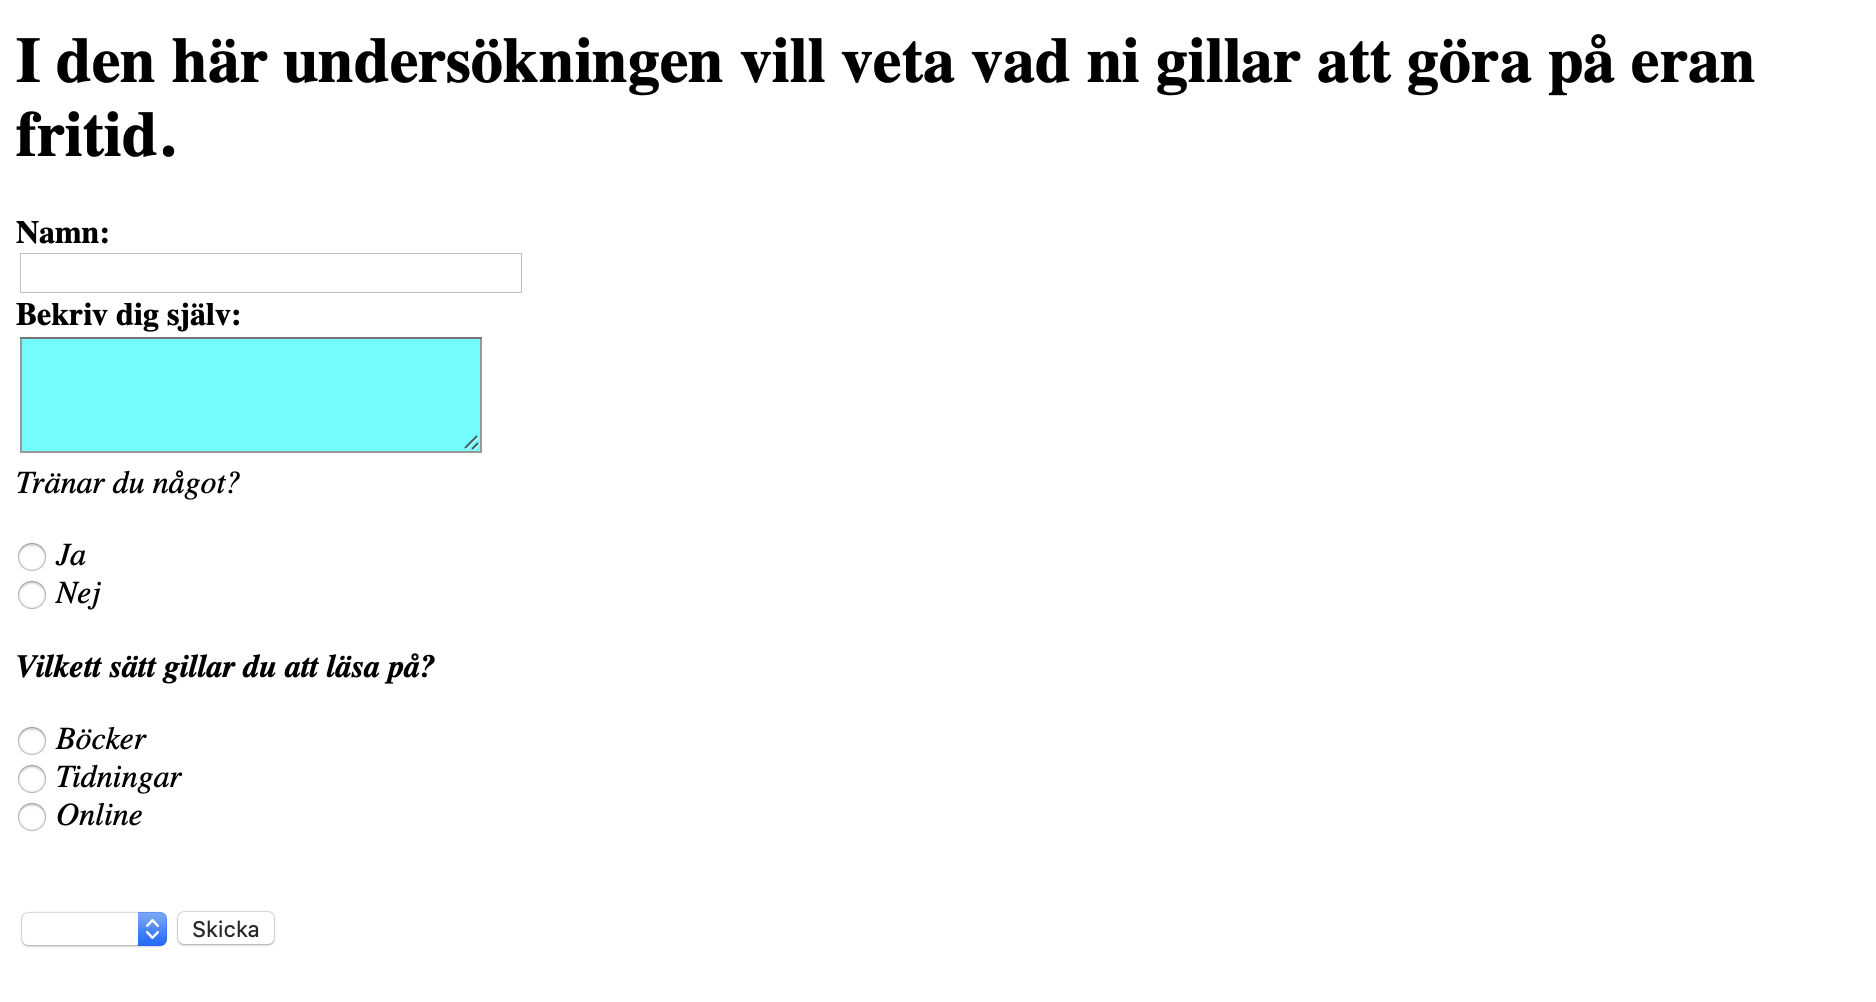 I den här undersökningen vill veta vad ni gillar att göra på eran
fritid.
Namn:
Bekriv dig själv:
Tränar du något?
Ja
Nej
Vilkett sätt gillar du att läsa på?
Böcker
Tidningar
Online
Skicka